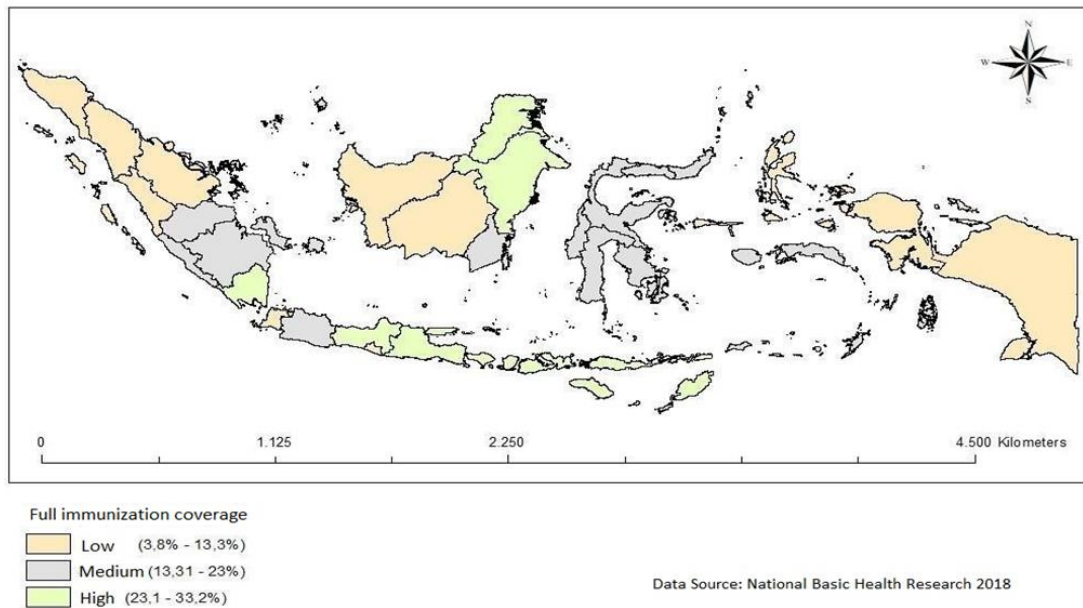 N
W E
S
0 1.125 2.250 4.500 Kilometers
Full immunization coverage
Low (3,8% - 13,3%)
Medium (13,31 - 23%)
High (23,1 - 33,2%)
Data Source: National Basic Health Research 2018